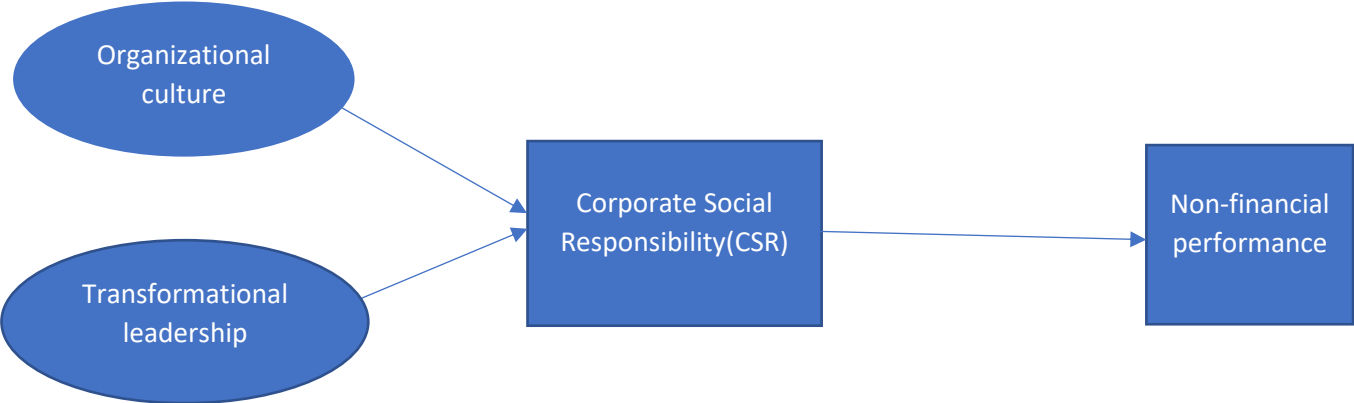 Organizational
culture
Transformational
leadership
Corporate Social
Responsibility(CSR)
Non-financial
performance